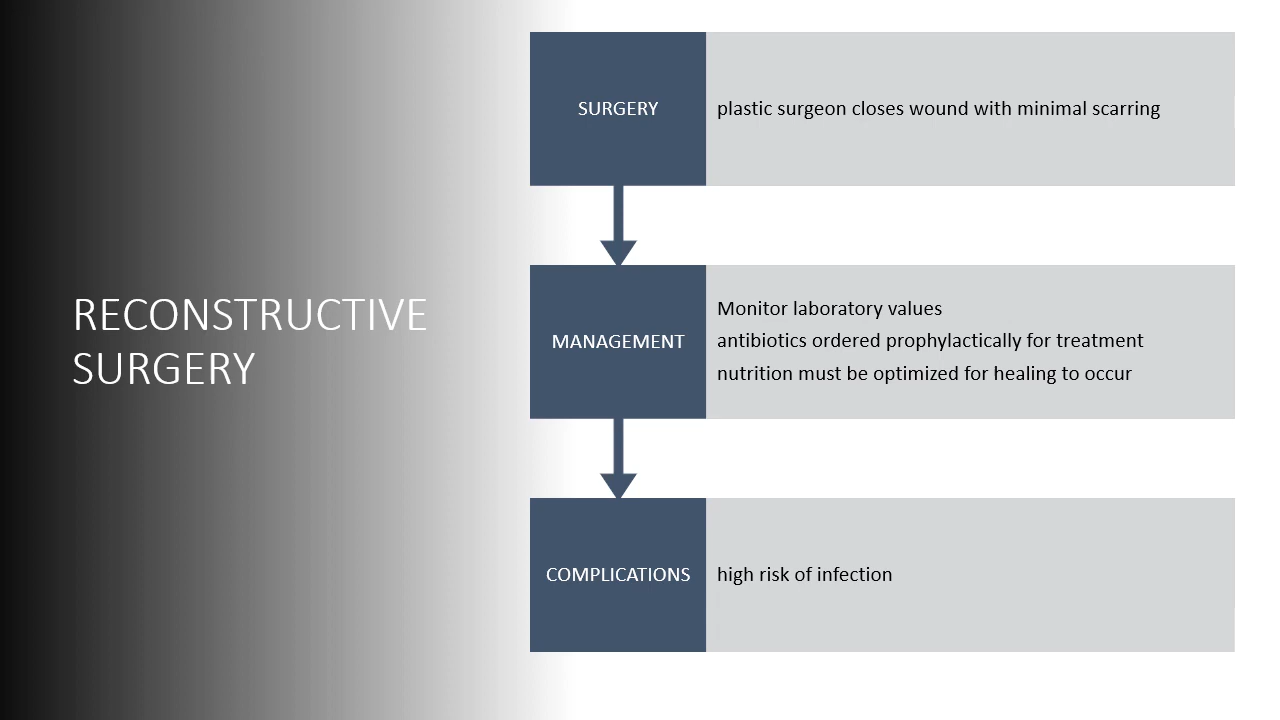 RECONSTRUCTIVE
SURGERY
SURGERY
plastic surgeon closes wound with minimal scarring
MANAGEMENT
Monitor laboratory values
antibiotics ordered prophylactically for treatment
nutrition must be optimized for healing to occur
COMPLICATIONS
high risk of infection